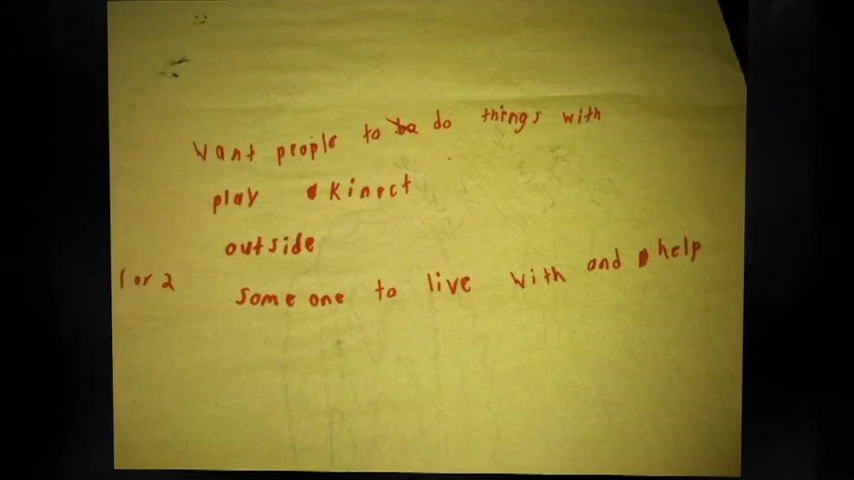 Want people to be do things with
play Kinect
outside
1 or 2 some one to live with and help